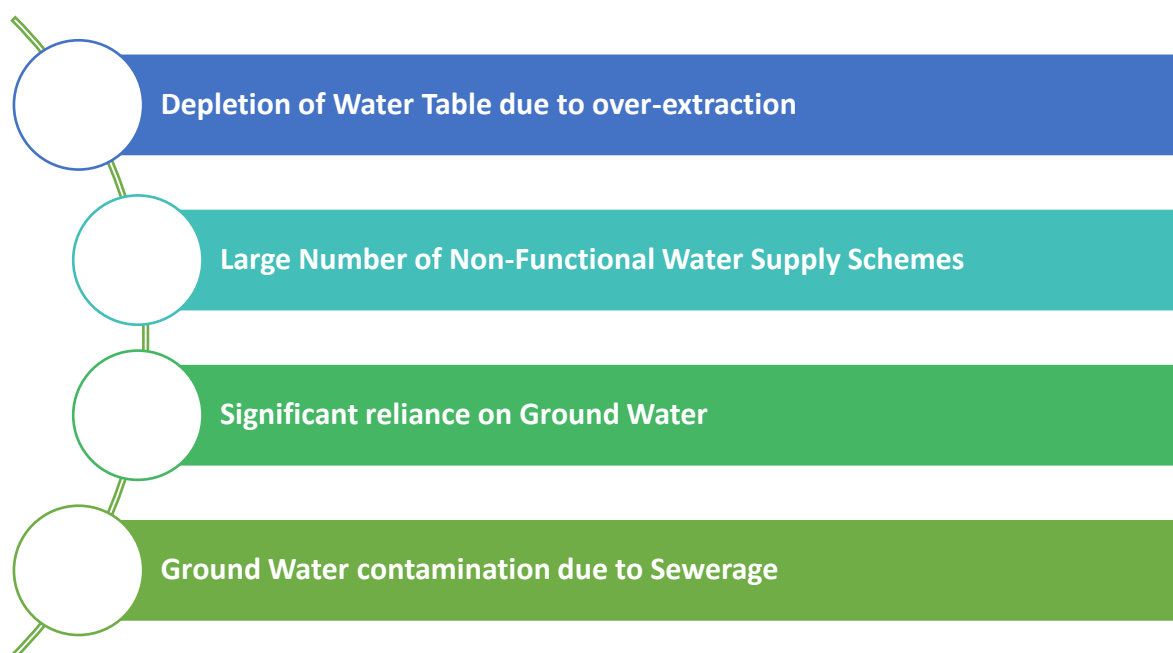 Depletion of Water Table due to over-extraction
Large Number of Non-Functional Water Supply Schemes
Significant reliance on Ground Water
Ground Water contamination due to Sewerage